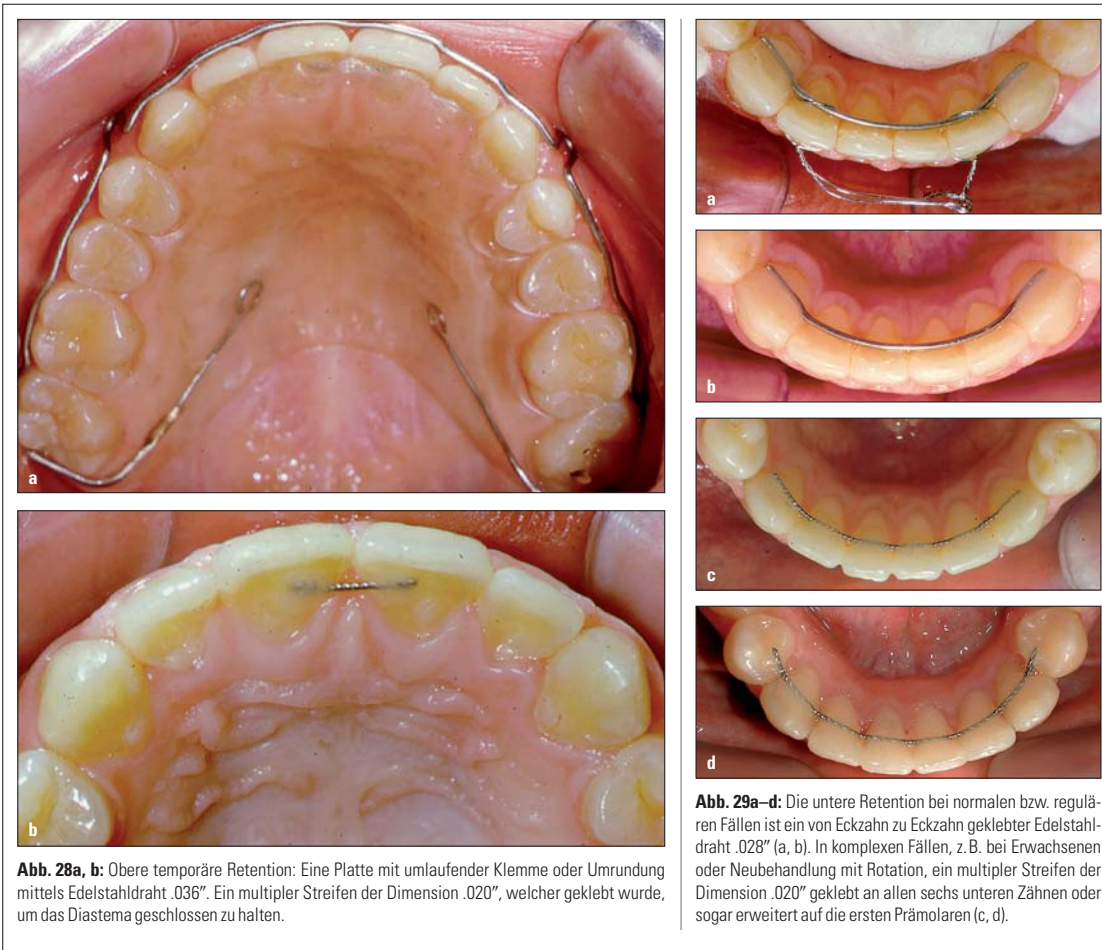 a
b
Abb. 28a, b: Obere temporäre Retention: Eine Platte mit umlaufender Klemme oder Umrundung
mittels Edelstahldraht .036″. Ein multipler Streifen der Dimension .020″, welcher geklebt wurde,
um das Diastema geschlossen zu halten.
a
b
c
d
Abb. 29a–d: Die untere Retention bei normalen bzw. regulä-
ren Fällen ist ein von Eckzahn zu Eckzahn geklebter Edelstahl-
draht .028″ (a, b). In komplexen Fällen, z.B. bei Erwachsenen
oder Neubehandlung mit Rotation, ein multipler Streifen der
Dimension .020″ geklebt an allen sechs unteren Zähnen oder
sogar erweitert auf die ersten Prämolaren (c, d).